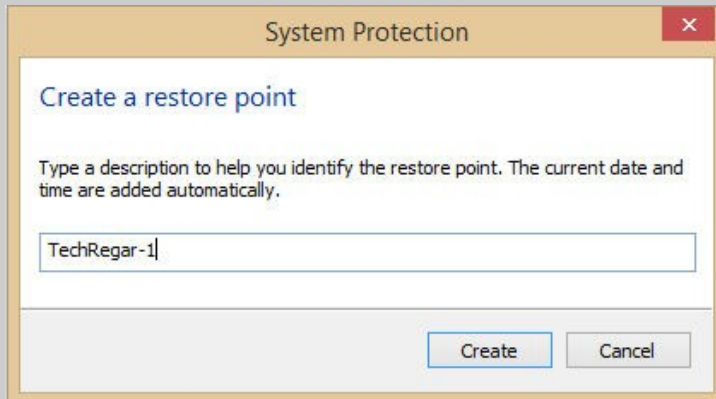 System Protection
Create a restore point
Type a description to help you identify the restore point. The current date and
time are added automatically.
TechRegar-1
Create
Cancel